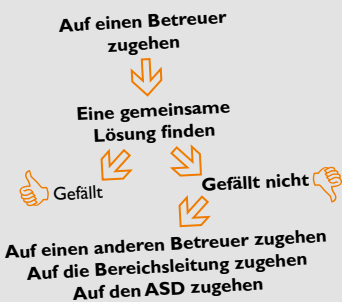 Auf einen Betreuer
zugehen
Eine gemeinsame
Lösung finden
Gefällt
Gefällt nicht
Auf einen anderen Betreuer zugehen
Auf die Bereichsleitung zugehen
Auf den ASD zugehen